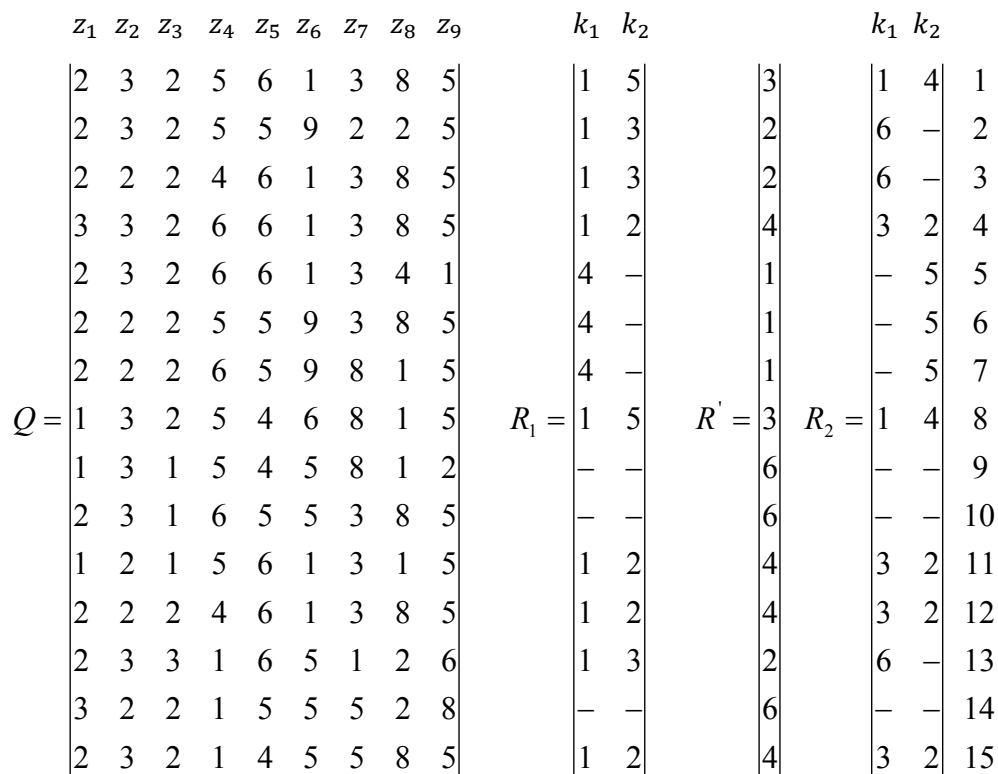 z₁ z₂ z₃ z₄ z₅ z₆ z₇ z₈ z₉ k₁ k₂ k₁ k₂
2 3 2 5 6 1 3 8 5 1 5 3 1 4 1
2 3 2 5 5 9 2 2 5 1 3 2 6 – 2
2 2 2 4 6 1 3 8 5 1 3 2 6 – 3
3 3 2 6 6 1 3 8 5 1 2 4 3 2 4
2 3 2 6 6 1 3 4 1 4 – 1 – 5 5
2 2 2 5 5 9 3 8 5 4 – 1 – 5 6
2 2 2 6 5 9 8 1 5 4 – 1 – 5 7
Q = 1 3 2 5 4 6 8 1 5 R₁ = 1 5 R' = 3 R₂ = 1 4 8
1 3 1 5 4 5 8 1 2 – – 6 – – 9
2 3 1 6 5 5 3 8 5 – – 6 – – 10
1 2 1 5 6 1 3 1 5 1 2 4 3 2 11
2 2 2 4 6 1 3 8 5 1 2 4 3 2 12
2 3 3 1 6 5 1 2 6 1 3 2 6 – 13
3 2 2 1 5 5 5 2 8 – – 6 – – 14
2 3 2 1 4 5 5 8 5 1 2 4 3 2 15